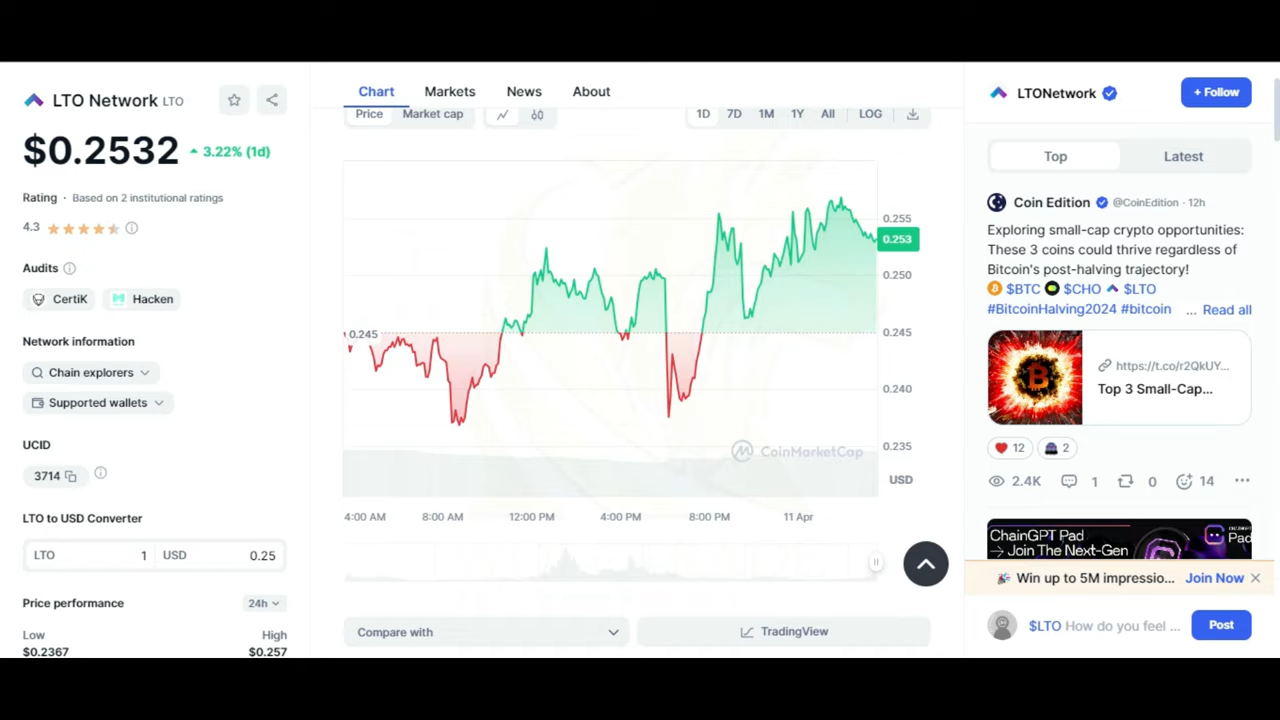 LTO Network LTO
$0.2532 3.22% (1d)
Rating · Based on 2 institutional ratings
4.3
Audits
CertiK Hacken
Network information
Chain explorers
Supported wallets
UCID
3714
LTO to USD Converter
LTO 1 USD 0.25
Price performance 24h
Low High
$0.2367 $0.257
Chart Markets News About
Price Market cap 1D 7D 1M 1Y All LOG
0.255
0.253
0.250
0.245 0.245
0.240
0.235
CoinMarketCap
USD
4:00 AM 8:00 AM 12:00 PM 4:00 PM 8:00 PM 11 Apr
Compare with TradingView
LTONetwork + Follow
Top Latest
Coin Edition @CoinEdition · 12h
Exploring small-cap crypto opportunities:
These 3 coins could thrive regardless of
Bitcoin's post-halving trajectory!
$BTC $CHO $LTO
#BitcoinHalving2024 #bitcoin ... Read all
https://t.co/r2QkUY...
Top 3 Small-Cap...
12 2
2.4K 1 0 14
ChainGPT Pad
→ Join The Next-Gen
Pad
Win up to 5M impressio... Join Now
$LTO How do you feel ... Post